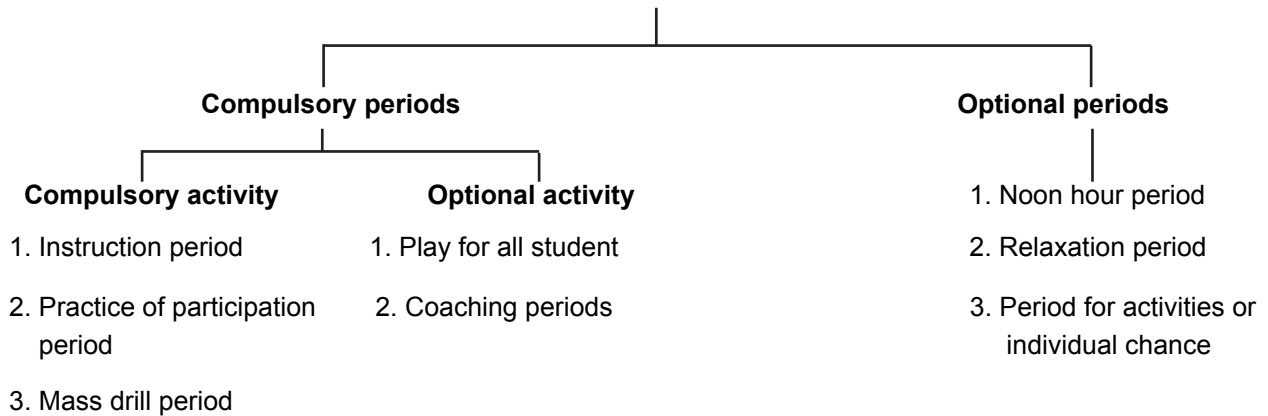 Compulsory periods
Optional periods
Compulsory activity
Optional activity
1. Instruction period
2. Practice of participation
period
3. Mass drill period
1. Play for all student
2. Coaching periods
1. Noon hour period
2. Relaxation period
3. Period for activities or
individual chance